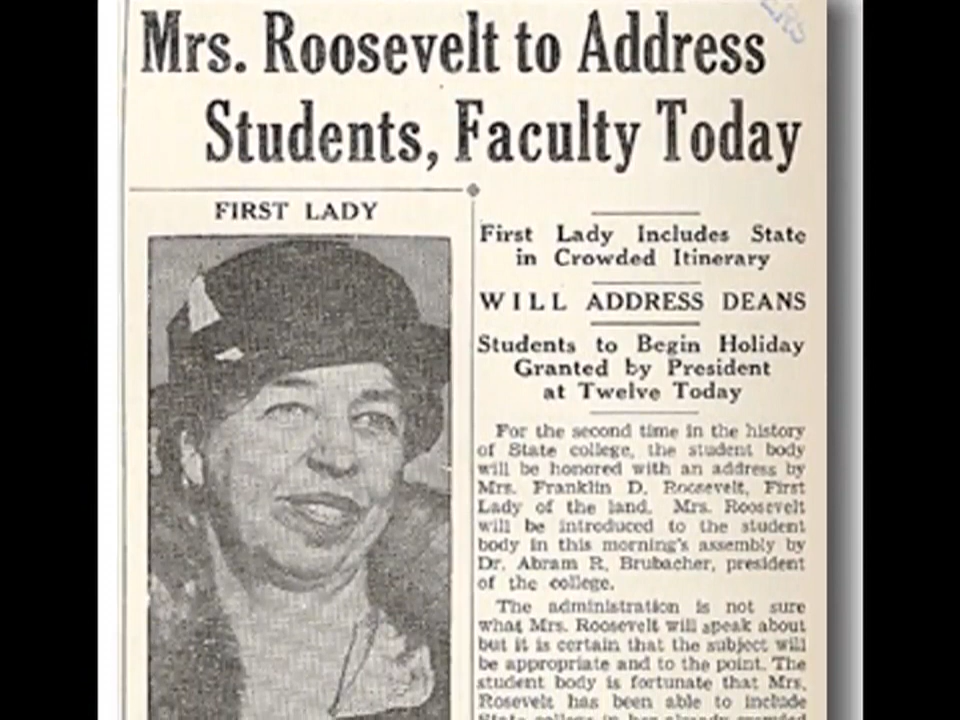 Mrs. Roosevelt to Address
Students, Faculty Today
FIRST LADY
First Lady Includes State
in Crowded Itinerary
WILL ADDRESS DEANS
Students to Begin Holiday
Granted by President
at Twelve Today
For the second time in the history
of State college, the student body
will be honored with an address by
Mrs. Franklin D. Roosevelt, First
Lady of the land. Mrs. Roosevelt
will be introduced to the student
body in this morning's assembly by
Dr. Abram R. Brubacher, president
of the college.
The administration is not sure
what Mrs. Roosevelt will speak about
but it is certain that the subject will
be appropriate and to the point. The
student body is fortunate that Mrs.
Rosevelt has been able to include
State college in her already crowded